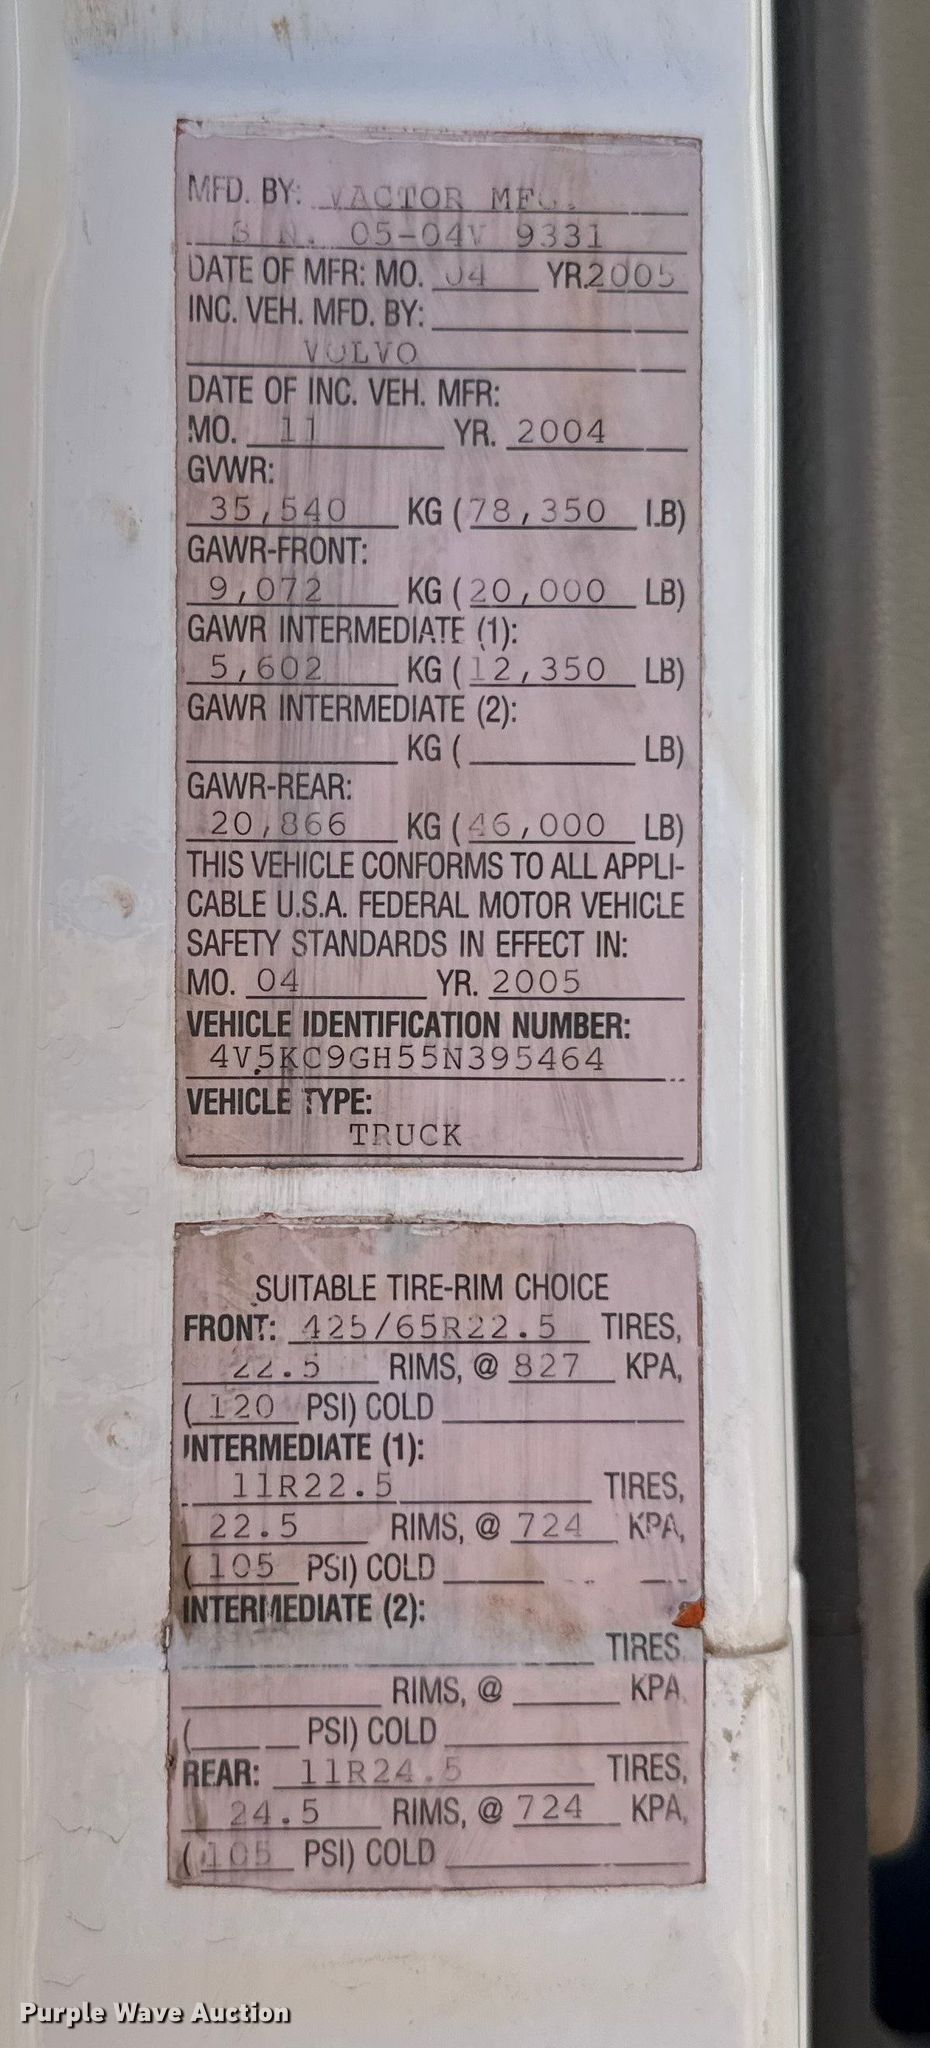 MFD. BY: VACTOR MFG.
S N. 05-04V 9331
DATE OF MFR: MO. 04 YR. 2005
INC. VEH. MFD. BY:
VOLVO
DATE OF INC. VEH. MFR:
MO. 11 YR. 2004
GVWR:
35,540 KG (78,350 LB)
GAWR-FRONT:
9,072 KG (20,000 LB)
GAWR INTERMEDIATE (1):
5,602 KG (12,350 LB)
GAWR INTERMEDIATE (2):
KG ( LB)
GAWR-REAR:
20,866 KG (46,000 LB)
THIS VEHICLE CONFORMS TO ALL APPLI-
CABLE U.S.A. FEDERAL MOTOR VEHICLE
SAFETY STANDARDS IN EFFECT IN:
MO. 04 YR. 2005
VEHICLE IDENTIFICATION NUMBER:
4V5KC9GH55N395464
VEHICLE TYPE:
TRUCK
SUITABLE TIRE-RIM CHOICE
FRONT: 425/65R22.5 TIRES,
22.5 RIMS, @ 827 KPA,
(120 PSI) COLD
INTERMEDIATE (1):
11R22.5 TIRES,
22.5 RIMS, @ 724 KPA,
(105 PSI) COLD
INTERMEDIATE (2):
TIRES,
RIMS, @ KPA,
( PSI) COLD
REAR: 11R24.5 TIRES,
24.5 RIMS, @ 724 KPA,
(105 PSI) COLD
Purple Wave Auction